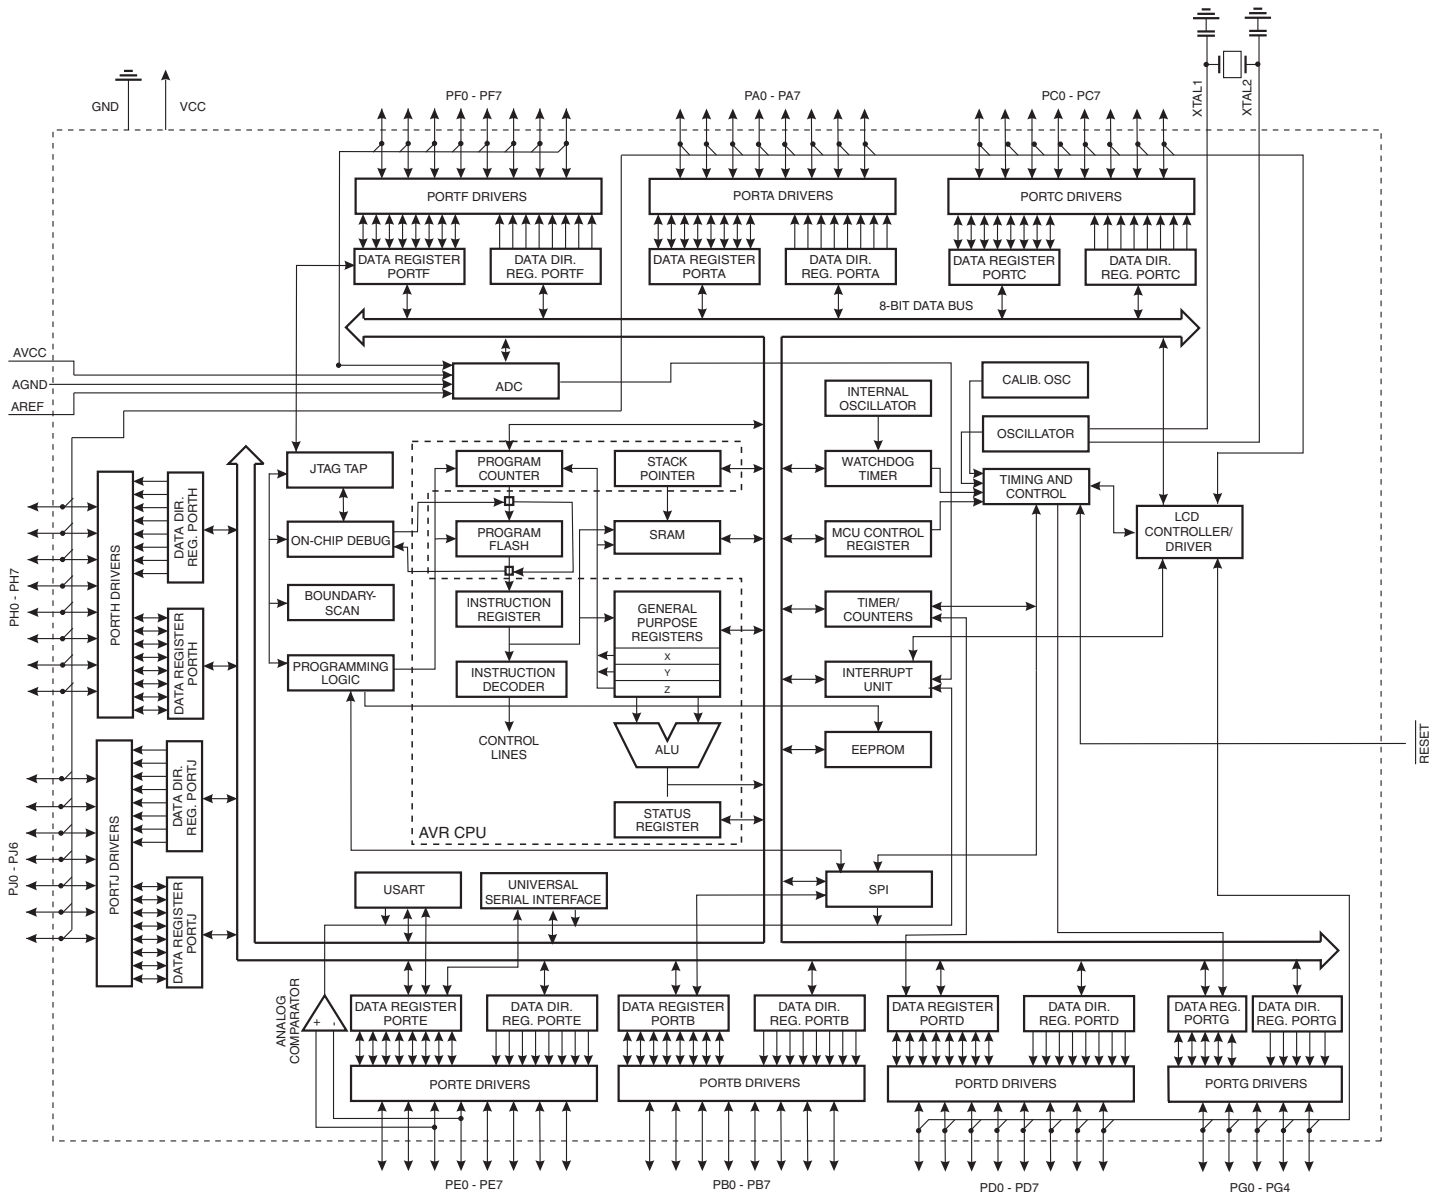 XTAL1
XTAL2
GND
VCC
PF0 - PF7
PA0 - PA7
PC0 - PC7
PORTF DRIVERS
PORTA DRIVERS
PORTC DRIVERS
DATA REGISTER
PORTF
DATA DIR.
REG. PORTF
DATA REGISTER
PORTA
DATA DIR.
REG. PORTA
DATA REGISTER
PORTC
DATA DIR.
REG. PORTC
8-BIT DATA BUS
AVCC
AGND
AREF
ADC
CALIB. OSC
INTERNAL
OSCILLATOR
OSCILLATOR
JTAG TAP
PROGRAM
COUNTER
STACK
POINTER
WATCHDOG
TIMER
TIMING AND
CONTROL
LCD
CONTROLLER/
DRIVER
ON-CHIP DEBUG
PROGRAM
FLASH
SRAM
MCU CONTROL
REGISTER
BOUNDARY-
SCAN
INSTRUCTION
REGISTER
GENERAL
PURPOSE
REGISTERS
X
Y
Z
TIMER/
COUNTERS
PROGRAMMING
LOGIC
INSTRUCTION
DECODER
INTERRUPT
UNIT
CONTROL
LINES
ALU
EEPROM
RESET
STATUS
REGISTER
AVR CPU
PH0 - PH7
PORTH DRIVERS
DATA DIR.
REG. PORTH
DATA REGISTER
PORTH
PJ0 - PJ6
PORTJ DRIVERS
DATA DIR.
REG. PORTJ
DATA REGISTER
PORTJ
USART
UNIVERSAL
SERIAL INTERFACE
SPI
ANALOG
COMPARATOR
+
-
DATA REGISTER
PORTE
DATA DIR.
REG. PORTE
DATA REGISTER
PORTB
DATA DIR.
REG. PORTB
DATA REGISTER
PORTD
DATA DIR.
REG. PORTD
DATA REG.
PORTG
DATA DIR.
REG. PORTG
PORTE DRIVERS
PORTB DRIVERS
PORTD DRIVERS
PORTG DRIVERS
PE0 - PE7
PB0 - PB7
PD0 - PD7
PG0 - PG4